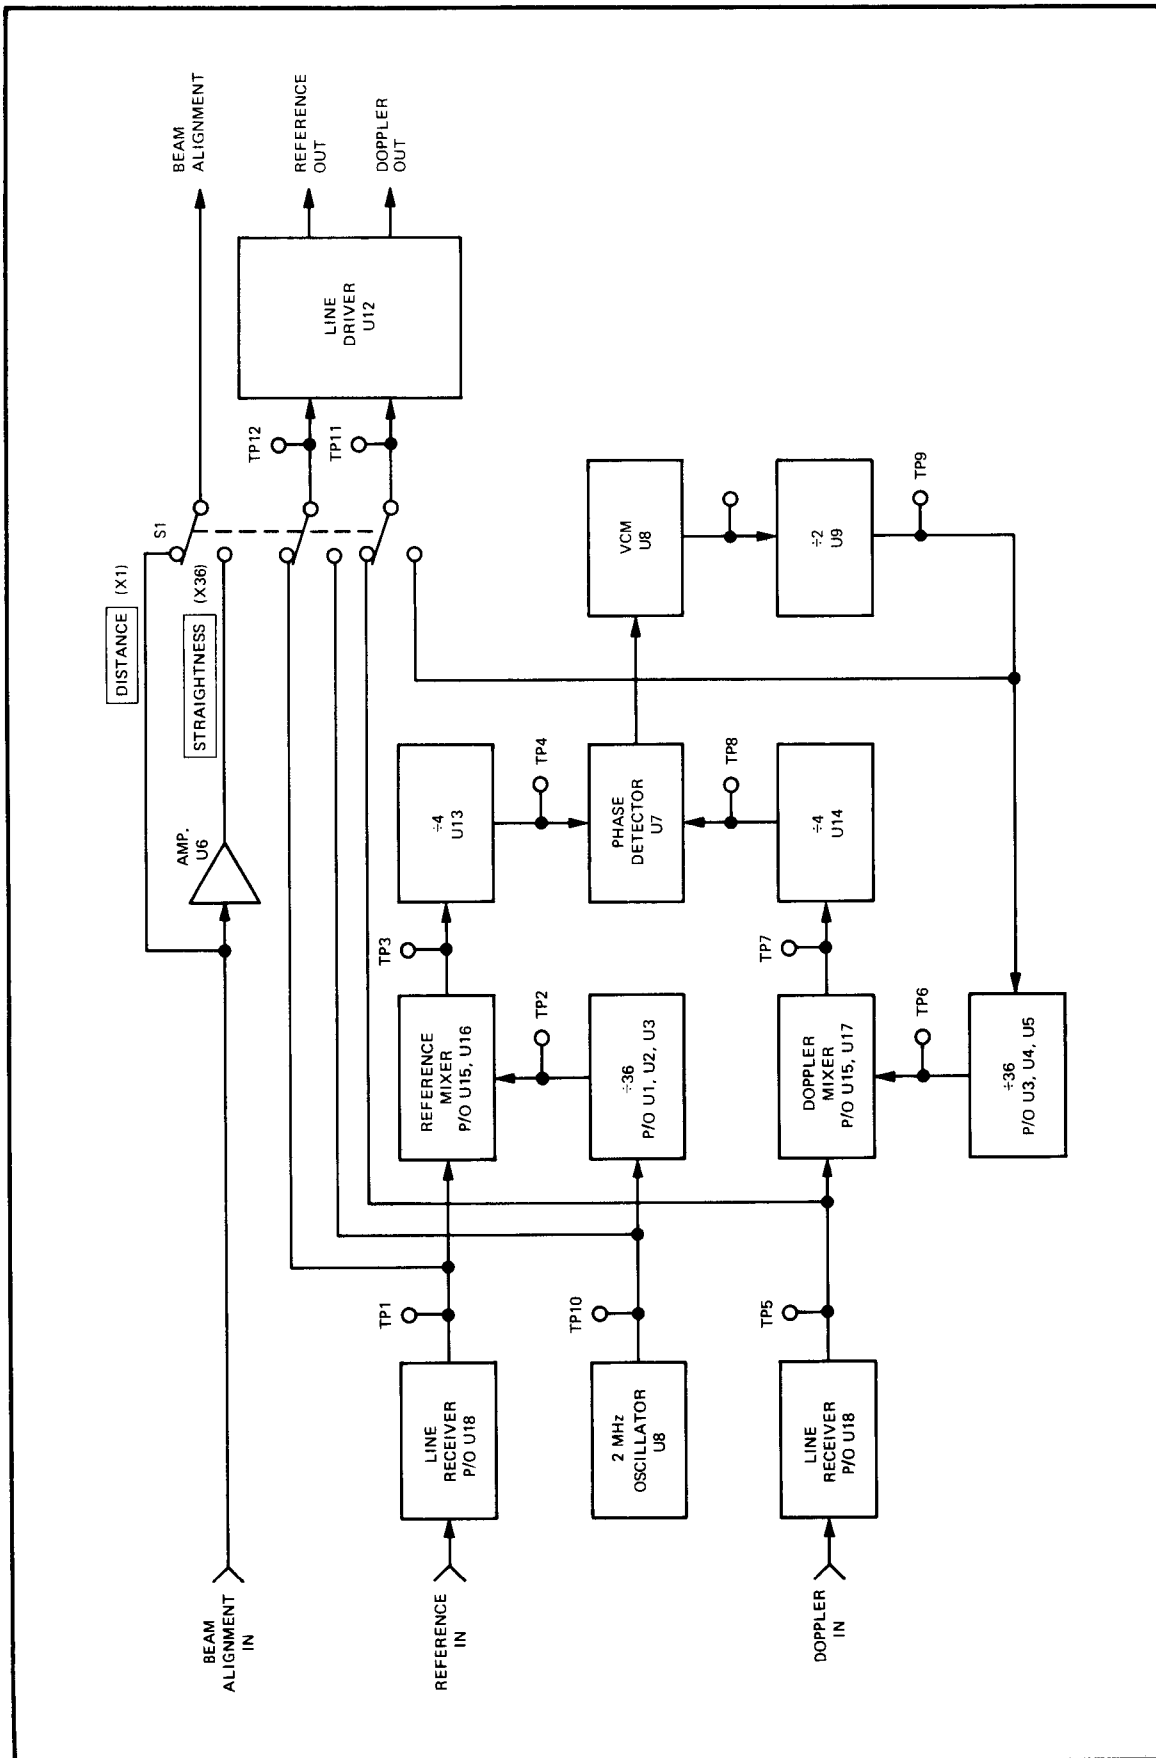 BEAM
ALIGNMENT
REFERENCE
OUT
DOPPLER
OUT
LINE
DRIVER
U12
TP12
TP11
S1
DISTANCE (X1)
STRAIGHTNESS (X36)
AMP.
U6
VCM
U8
÷2
U9
TP9
÷4
U13
TP4
PHASE
DETECTOR
U7
TP8
÷4
U14
TP3
TP7
REFERENCE
MIXER
P/O U15, U16
TP2
÷36
P/O U1, U2, U3
DOPPLER
MIXER
P/O U15, U17
TP6
÷36
P/O U3, U4, U5
TP1
TP10
TP5
LINE
RECEIVER
P/O U18
2 MHz
OSCILLATOR
U8
LINE
RECEIVER
P/O U18
BEAM
ALIGNMENT
IN
REFERENCE
IN
DOPPLER
IN